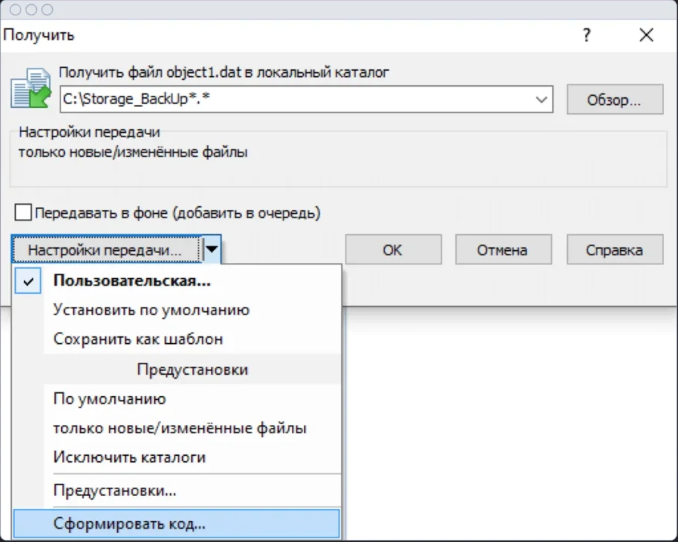 Получить
?
Получить файл object1.dat в локальный каталог
C:\Storage_BackUp*.*
Обзор...
Настройки передачи
только новые/изменённые файлы
Передавать в фоне (добавить в очередь)
Настройки передачи...
OK
Отмена
Справка
Пользовательская...
Установить по умолчанию
Сохранить как шаблон
Предустановки
По умолчанию
только новые/изменённые файлы
Исключить каталоги
Предустановки...
Сформировать код...